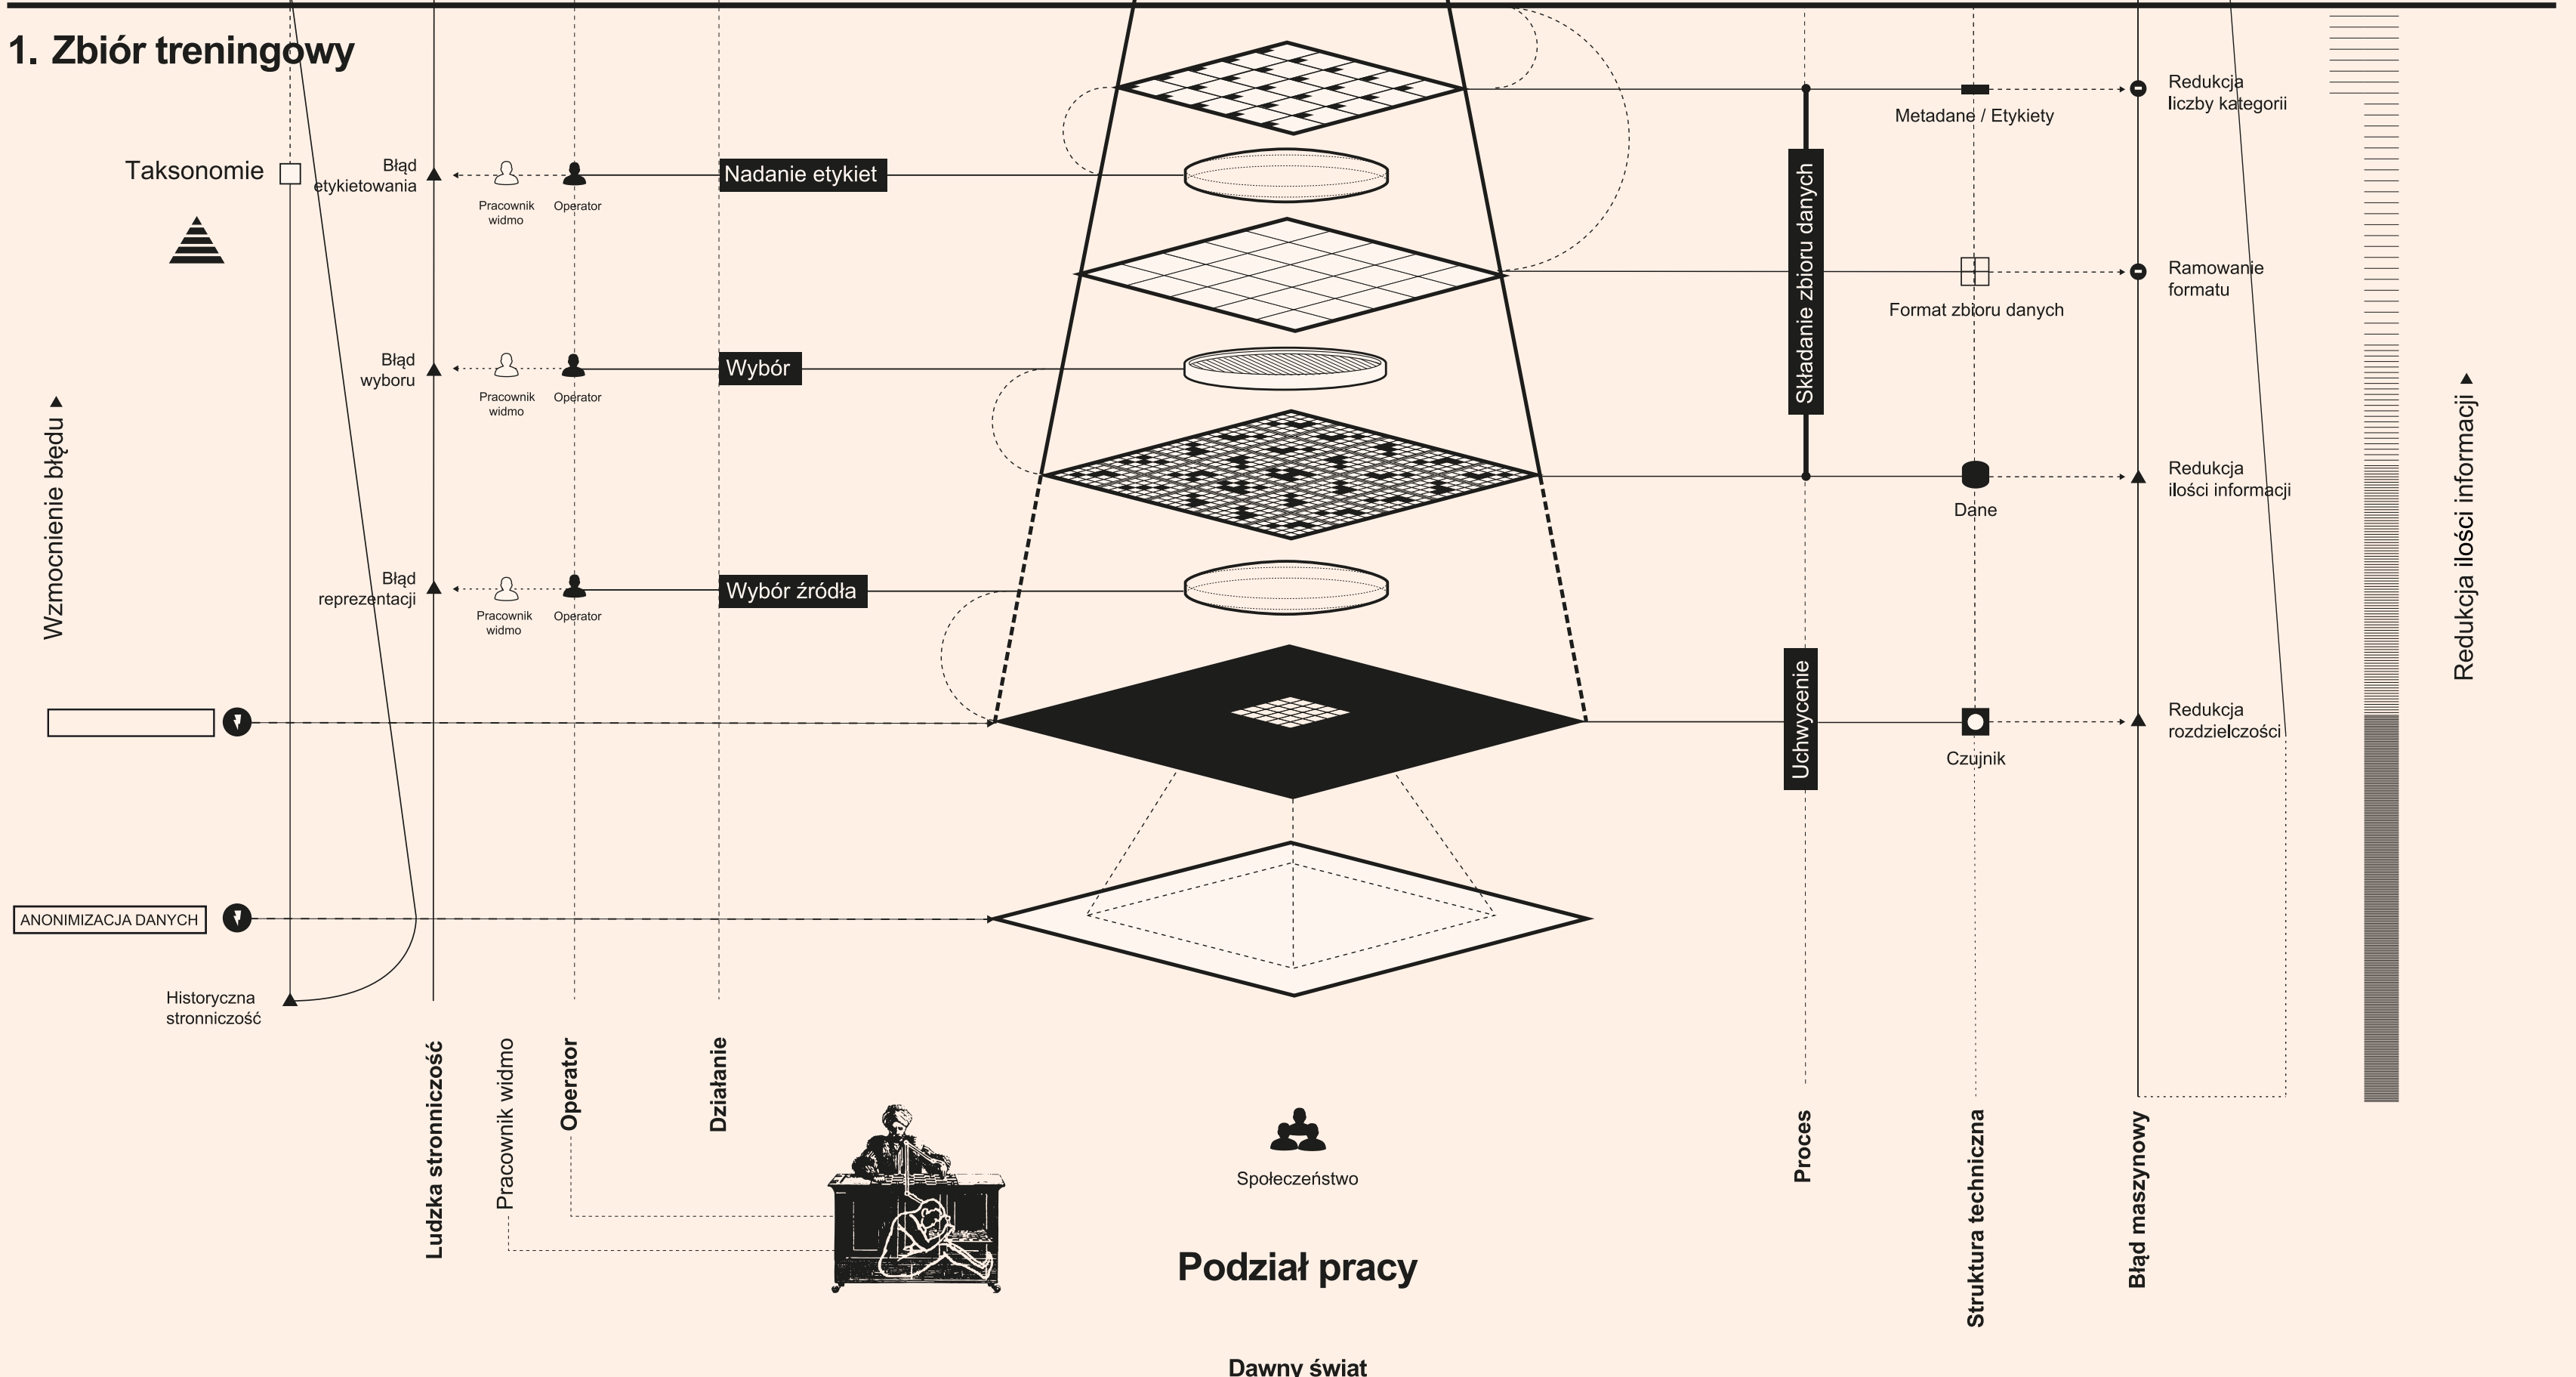 1. Zbiór treningowy
Redukcja
liczby kategorii
Metadane / Etykiety
Taksonomie
Błąd
etykietowania
Pracownik
widmo
Operator
Nadanie etykiet
Składanie zbioru danych
Ramowanie
formatu
Format zbioru danych
Błąd
wyboru
Pracownik
widmo
Operator
Wybór
Wzmocnienie błędu
Redukcja ilości informacji
Redukcja
ilości informacji
Dane
Błąd
reprezentacji
Pracownik
widmo
Operator
Wybór źródła
Uchwycenie
Redukcja
rozdzielczości
Czujnik
ANONIMIZACJA DANYCH
Historyczna
stronniczość
Ludzka stronniczość
Pracownik widmo
Operator
Działanie
Społeczeństwo
Proces
Struktura techniczna
Błąd maszynowy
Podział pracy
Dawny świat